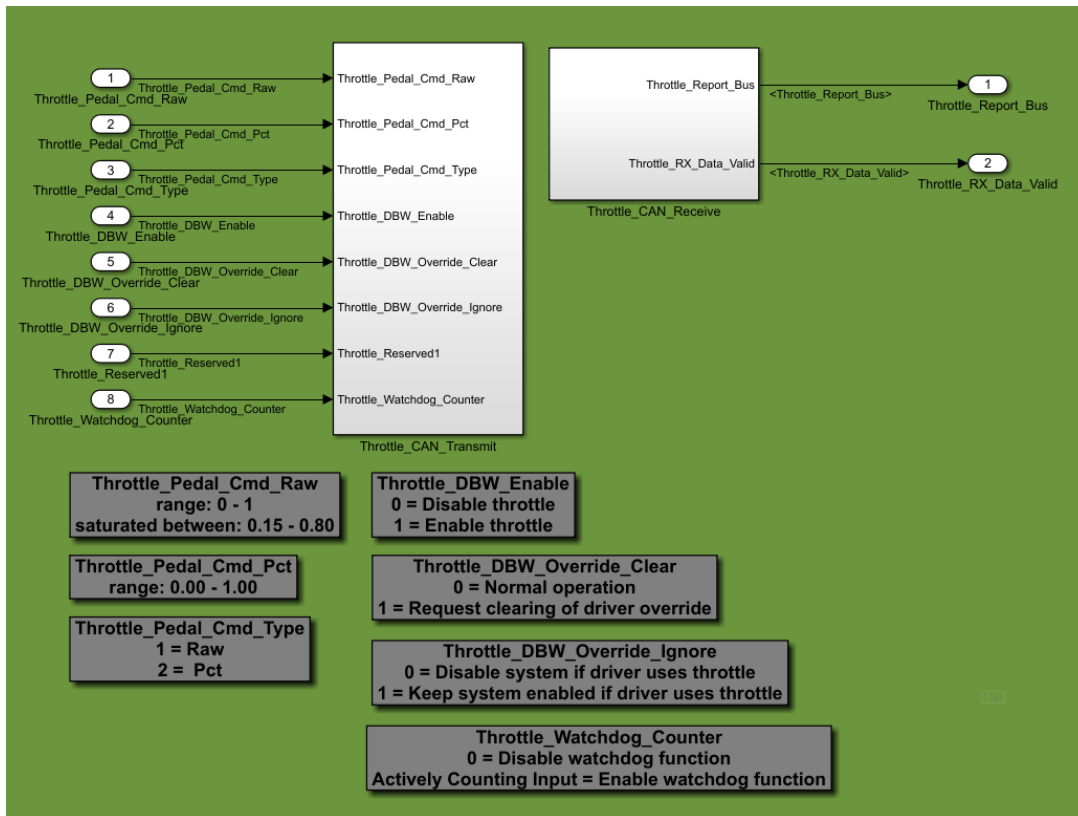 1
Throttle_Pedal_Cmd_Raw
Throttle_Pedal_Cmd_Raw
2
Throttle_Pedal_Cmd_Pct
Throttle_Pedal_Cmd_Pct
3
Throttle_Pedal_Cmd_Type
Throttle_Pedal_Cmd_Type
4
Throttle_DBW_Enable
Throttle_DBW_Enable
5
Throttle_DBW_Override_Clear
Throttle_DBW_Override_Clear
6
Throttle_DBW_Override_Ignore
Throttle_DBW_Override_Ignore
7
Throttle_Reserved1
Throttle_Reserved1
8
Throttle_Watchdog_Counter
Throttle_Watchdog_Counter
Throttle_Pedal_Cmd_Raw
Throttle_Pedal_Cmd_Pct
Throttle_Pedal_Cmd_Type
Throttle_DBW_Enable
Throttle_DBW_Override_Clear
Throttle_DBW_Override_Ignore
Throttle_Reserved1
Throttle_Watchdog_Counter
Throttle_CAN_Transmit
Throttle_Report_Bus
Throttle_RX_Data_Valid
Throttle_CAN_Receive
<Throttle_Report_Bus>
1
Throttle_Report_Bus
<Throttle_RX_Data_Valid>
2
Throttle_RX_Data_Valid
Throttle_Pedal_Cmd_Raw
range: 0 - 1
saturated between: 0.15 - 0.80
Throttle_Pedal_Cmd_Pct
range: 0.00 - 1.00
Throttle_Pedal_Cmd_Type
1 = Raw
2 = Pct
Throttle_DBW_Enable
0 = Disable throttle
1 = Enable throttle
Throttle_DBW_Override_Clear
0 = Normal operation
1 = Request clearing of driver override
Throttle_DBW_Override_Ignore
0 = Disable system if driver uses throttle
1 = Keep system enabled if driver uses throttle
Throttle_Watchdog_Counter
0 = Disable watchdog function
Actively Counting Input = Enable watchdog function